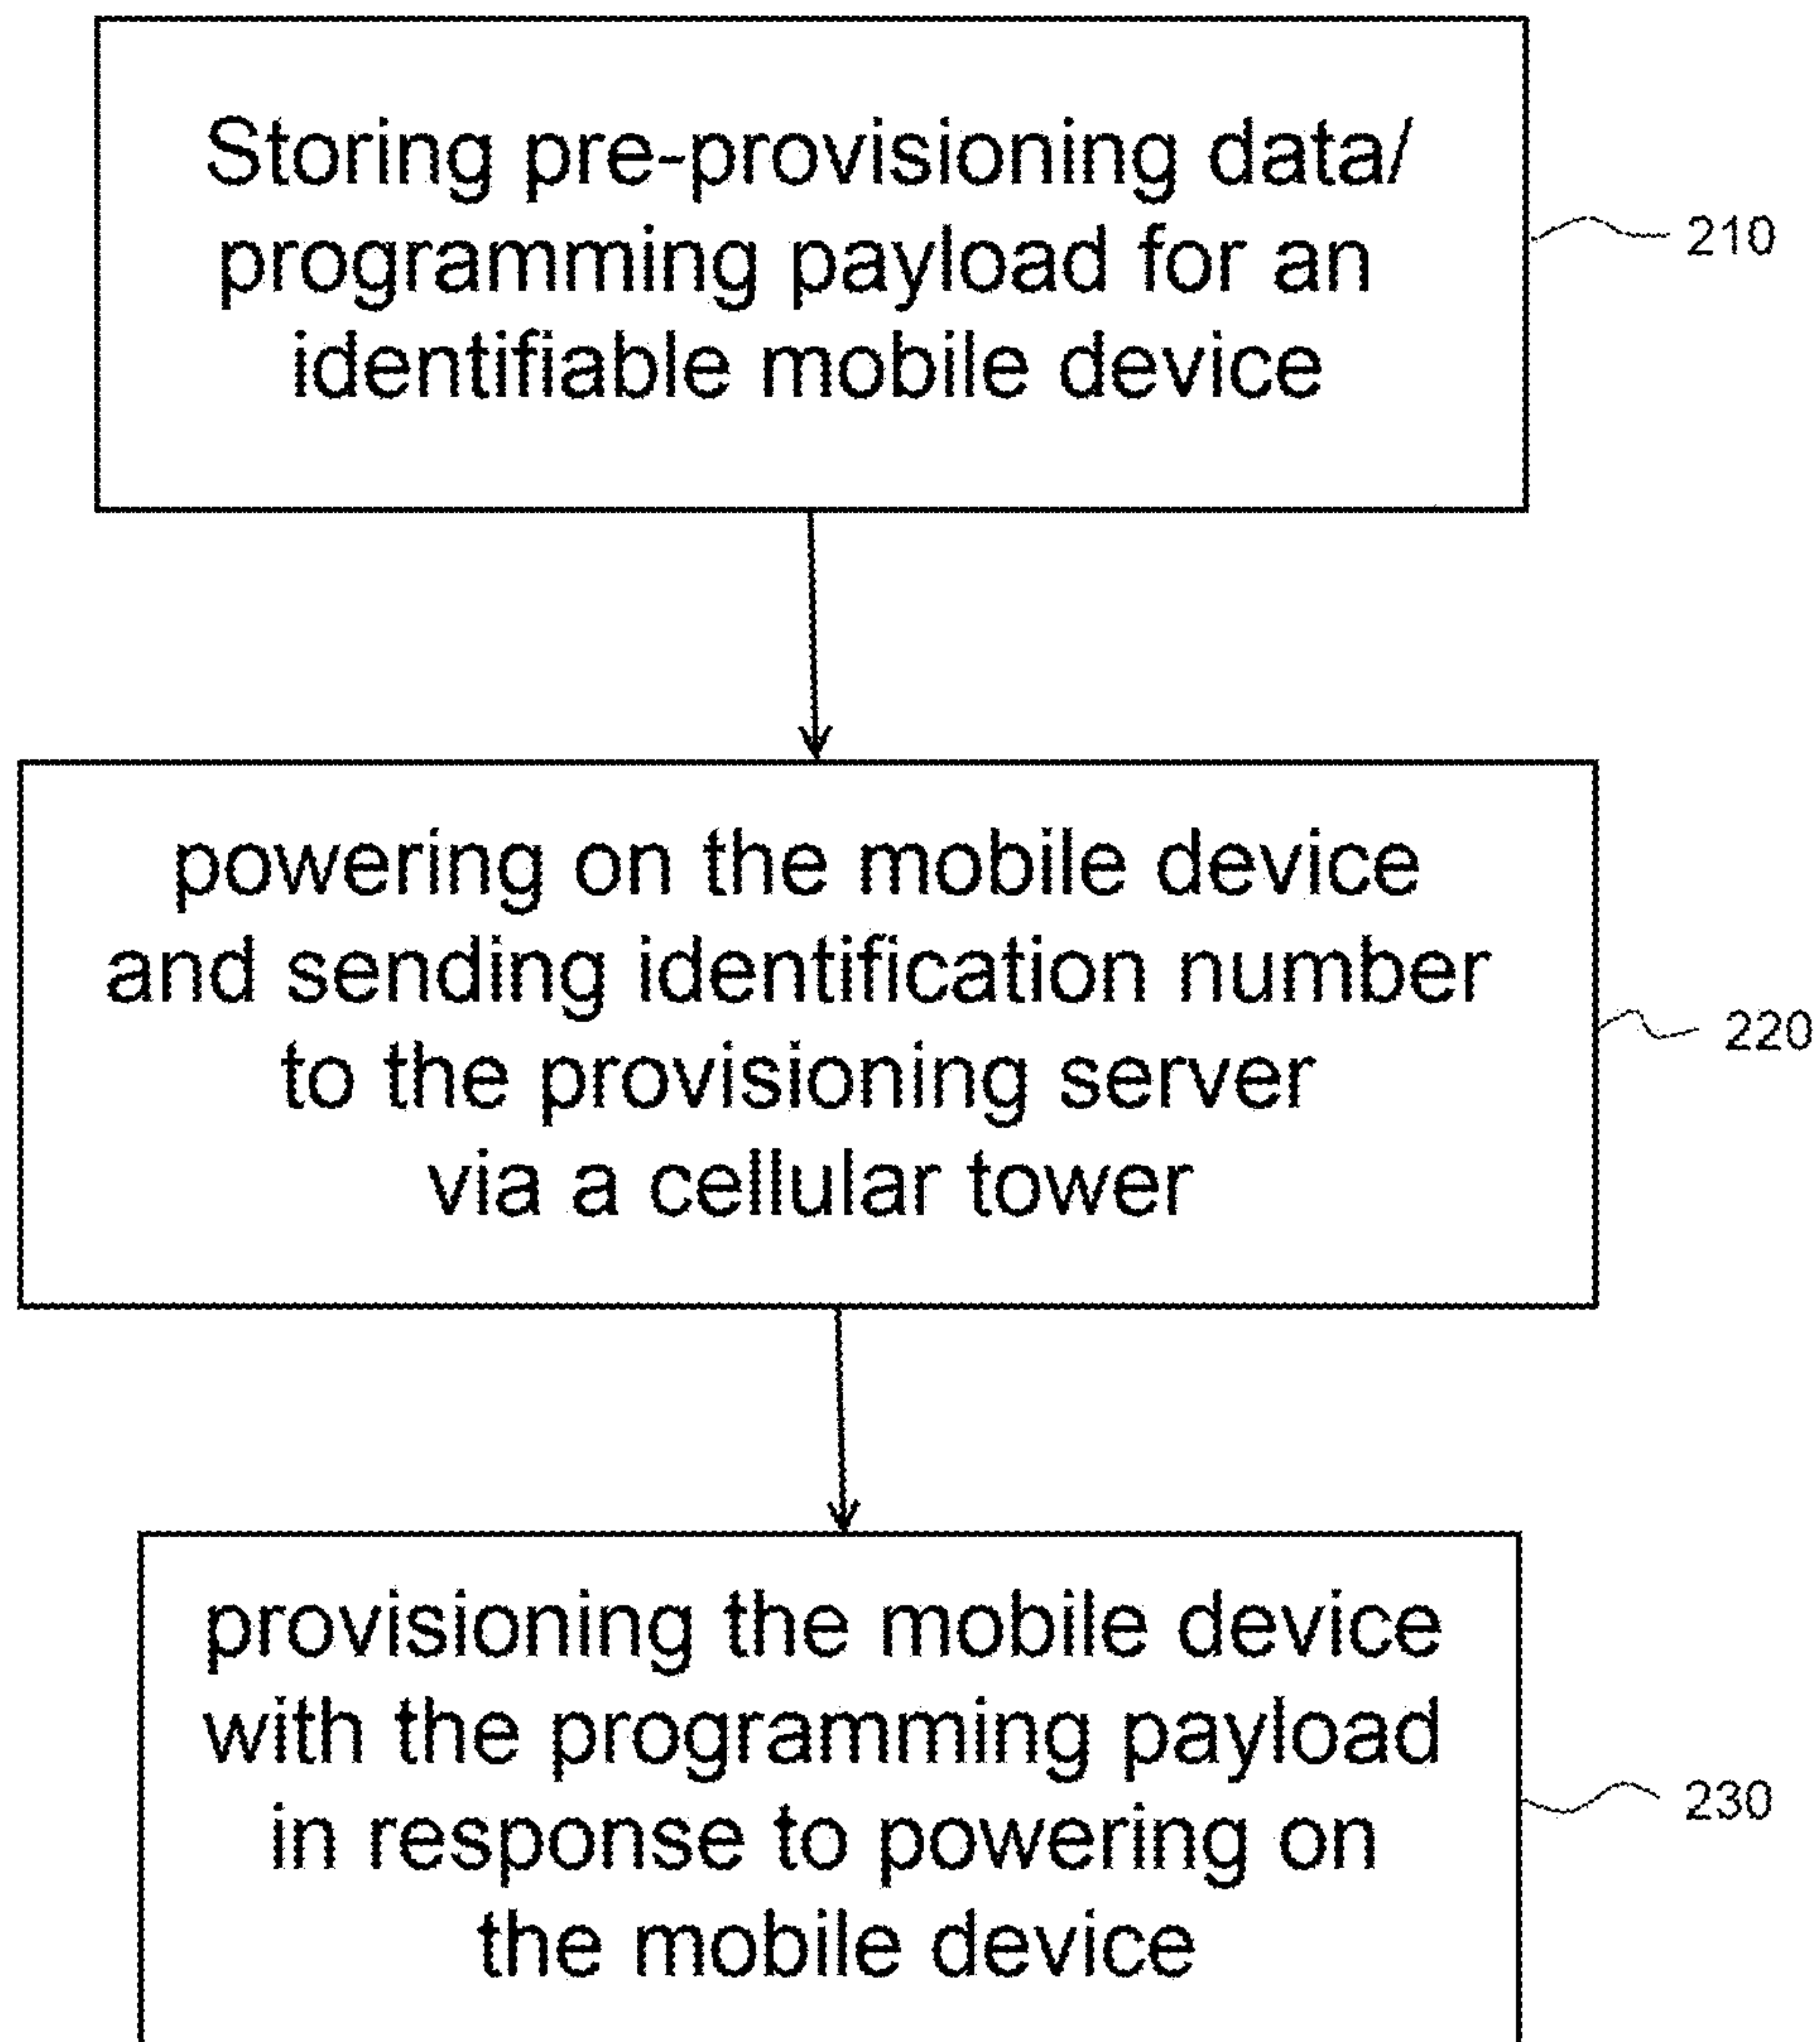 Storing pre-provisioning data/
programming payload for an
identifiable mobile device
210
powering on the mobile device
and sending identification number
to the provisioning server
via a cellular tower
220
provisioning the mobile device
with the programming payload
in response to powering on
the mobile device
230